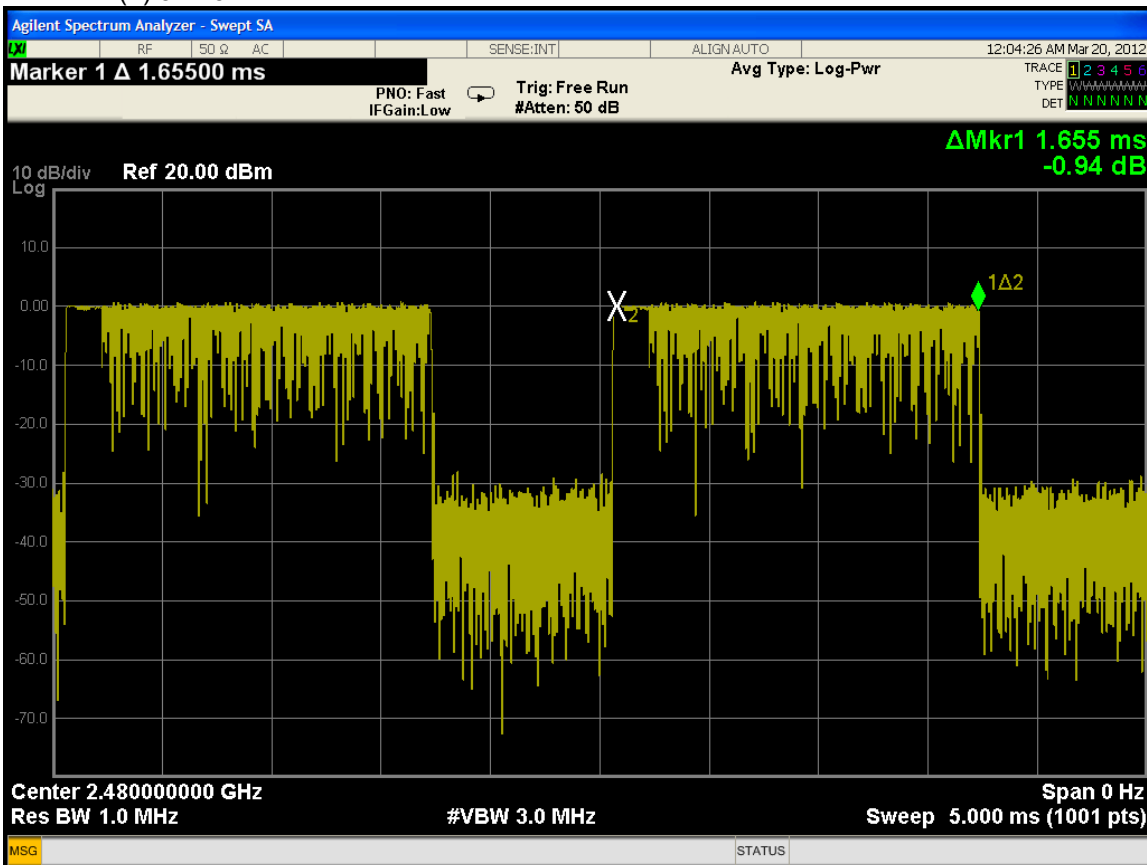 Agilent Spectrum Analyzer - Swept SA
LXI RF 50 Ω AC SENSE:INT ALIGN AUTO 12:04:26 AM Mar 20, 2012
Marker 1 Δ 1.65500 ms
PNO: Fast
IFGain:Low
Trig: Free Run
#Atten: 50 dB
Avg Type: Log-Pwr
TRACE 1 2 3 4 5 6
TYPE WWWWWW
DET N N N N N N
ΔMkr1 1.655 ms
-0.94 dB
10 dB/div Ref 20.00 dBm
Log
10.0
0.00
-10.0
-20.0
-30.0
-40.0
-50.0
-60.0
-70.0
X2
1Δ2
Center 2.480000000 GHz Span 0 Hz
Res BW 1.0 MHz #VBW 3.0 MHz Sweep 5.000 ms (1001 pts)
MSG STATUS